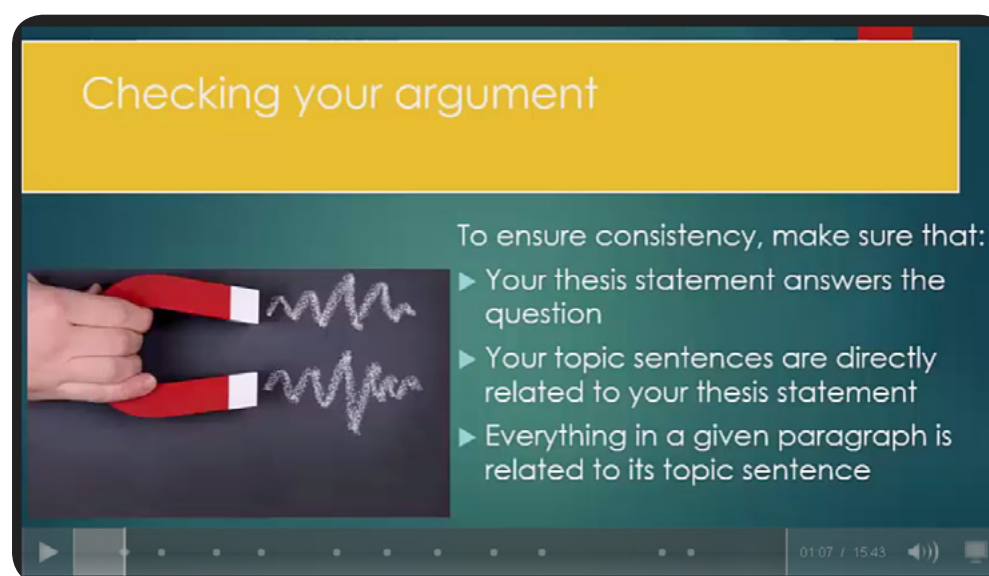 Checking your argument
To ensure consistency, make sure that:
Your thesis statement answers the
question
Your topic sentences are directly
related to your thesis statement
Everything in a given paragraph is
related to its topic sentence
01:07 / 15:43